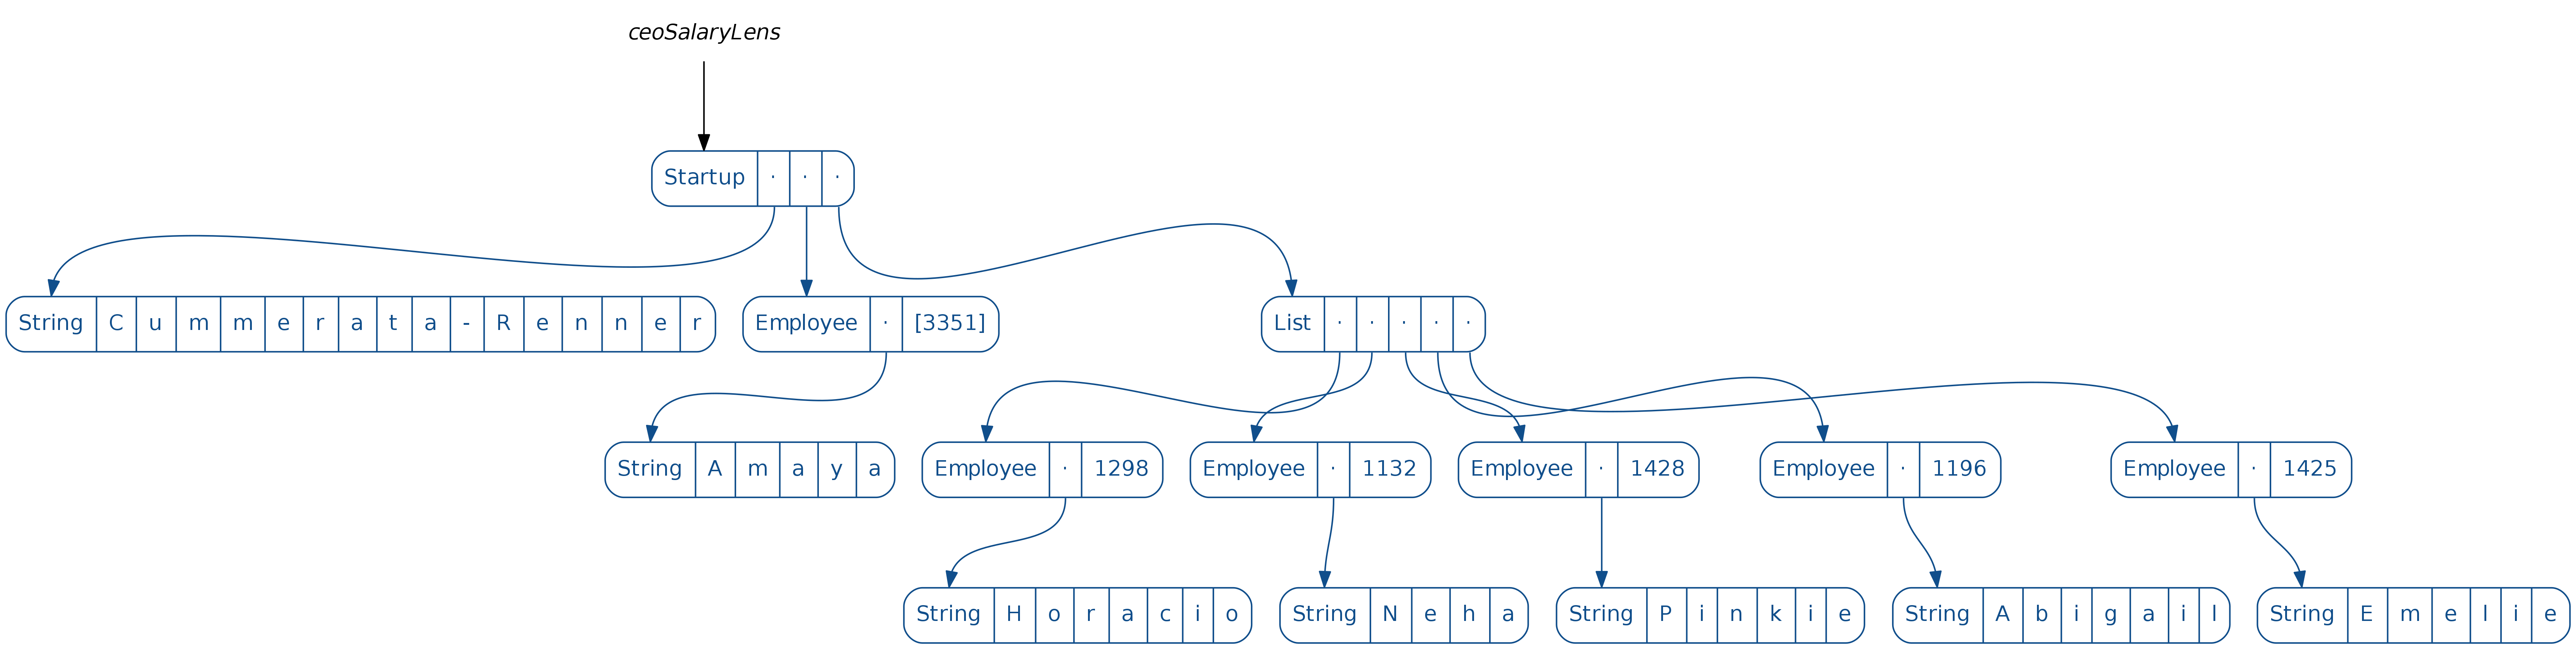 ceoSalaryLens
Startup · · ·
String C u m m e r a t a - R e n n e r
Employee · [3351]
List · · · · ·
String A m a y a
Employee · 1298
Employee · 1132
Employee · 1428
Employee · 1196
Employee · 1425
String H o r a c i o
String N e h a
String P i n k i e
String A b i g a i l
String E m e l i e